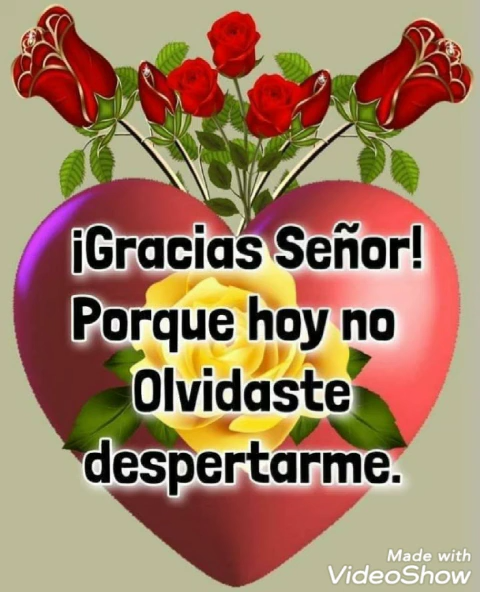 ¡Gracias Señor!
Porque hoy no
Olvidaste
despertarme.
Made with
VideoShow